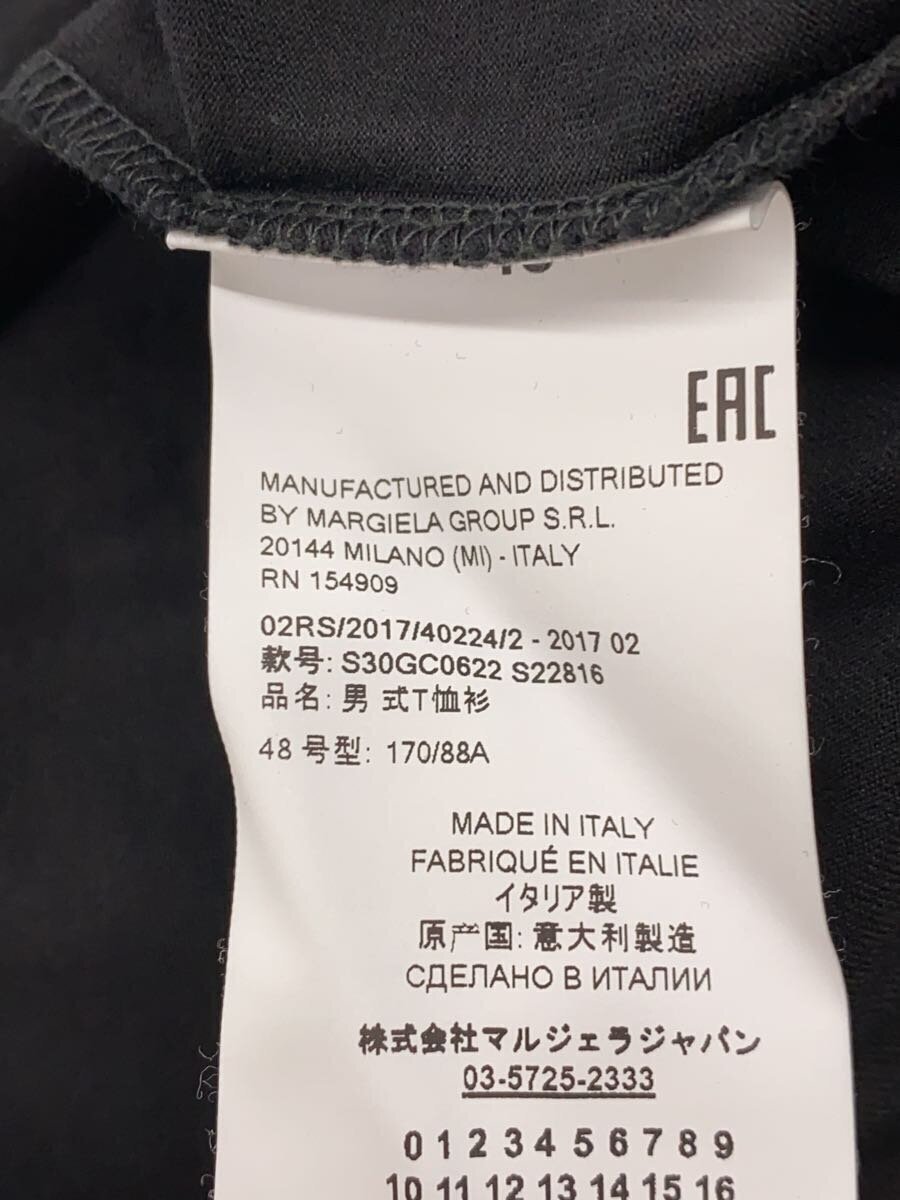 EAC
MANUFACTURED AND DISTRIBUTED
BY MARGIELA GROUP S.R.L.
20144 MILANO (MI) - ITALY
RN 154909
02RS/2017/40224/2 - 2017 02
款号: S30GC0622 S22816
品名: 男 式T恤衫
48 号型: 170/88A
MADE IN ITALY
FABRIQUÉ EN ITALIE
イタリア製
原产国: 意大利製造
СДЕЛАНО В ИТАЛИИ
株式会社マルジェラジャパン
03-5725-2333
0 1 2 3 4 5 6 7 8 9
10 11 12 13 14 15 16